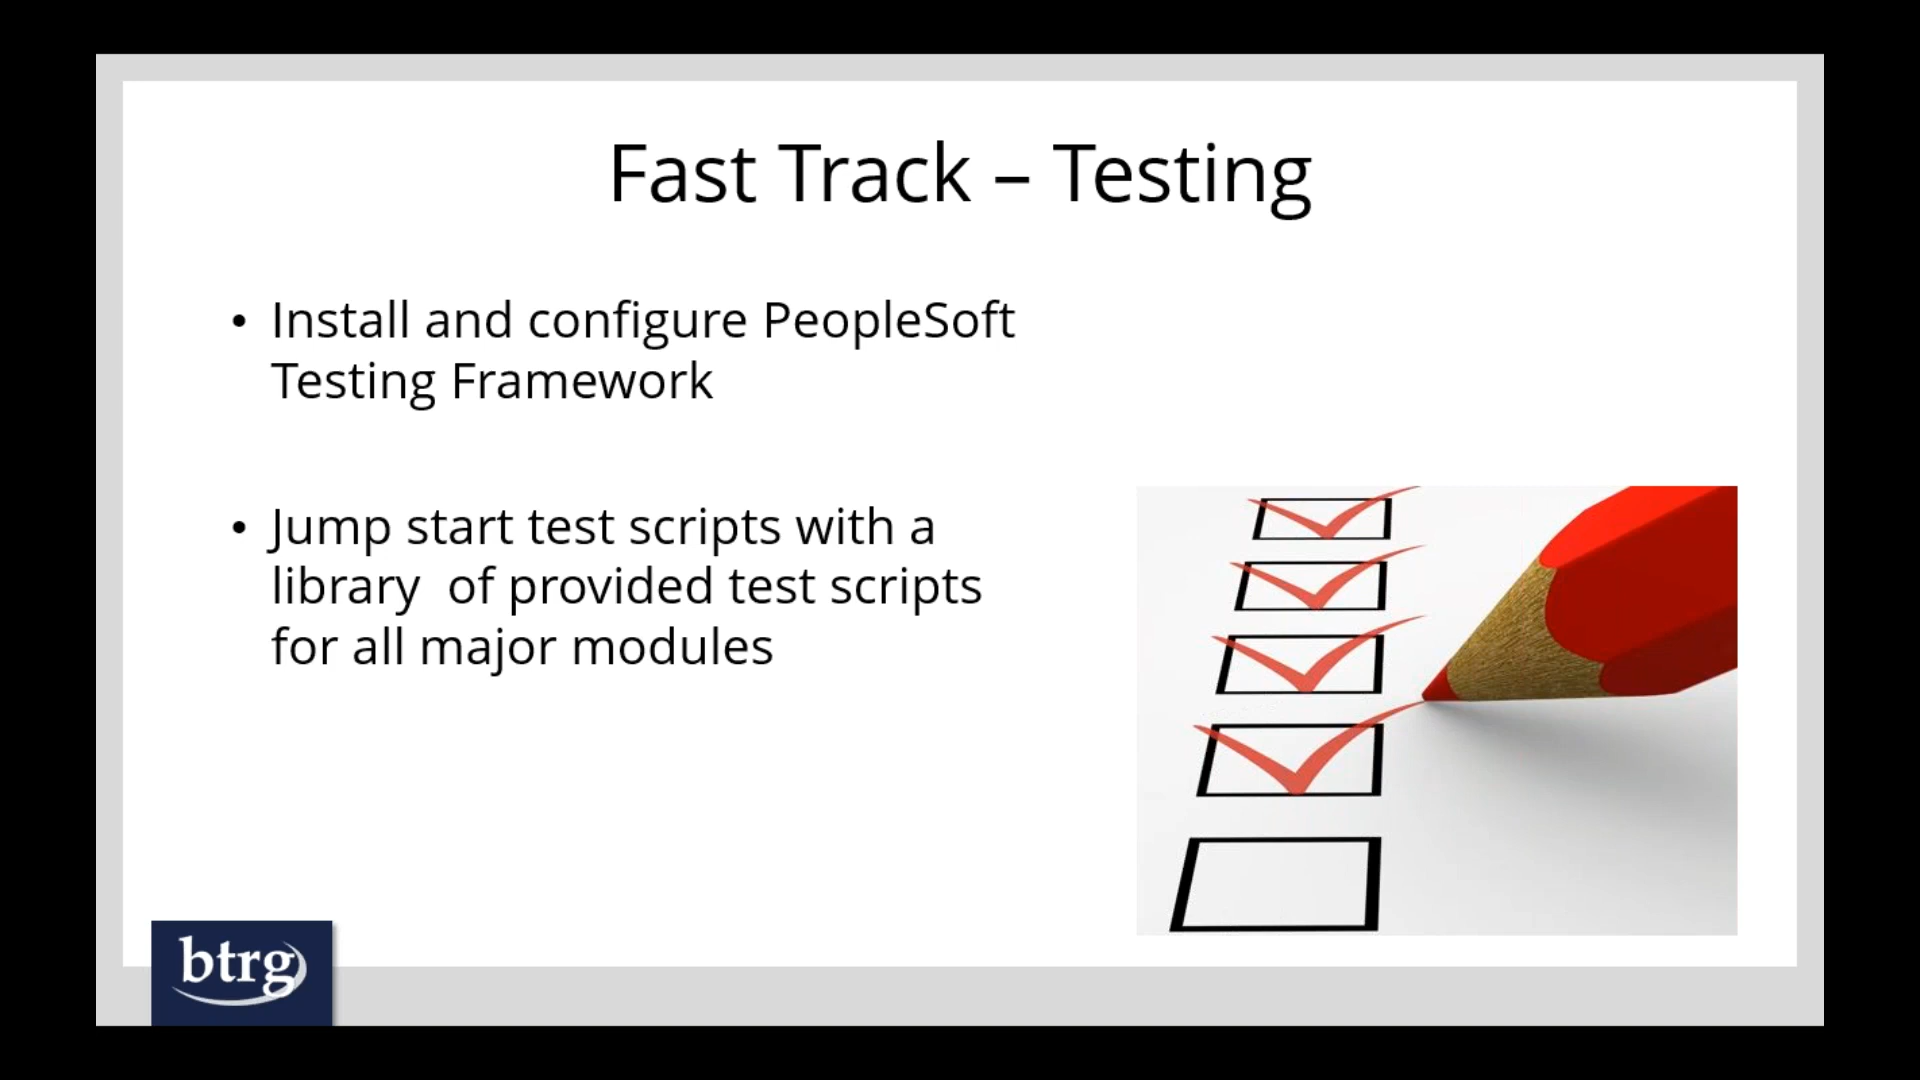 Fast Track – Testing
• Install and configure PeopleSoft
Testing Framework
• Jump start test scripts with a
library  of provided test scripts
for all major modules
btrg